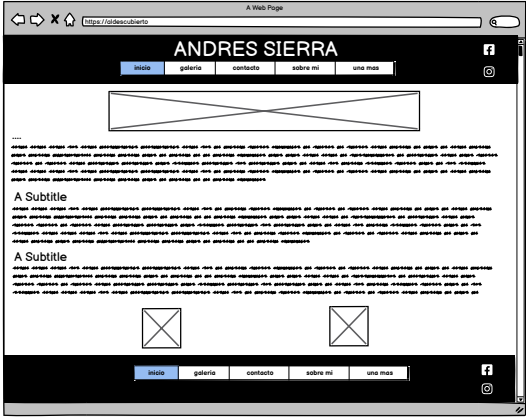 A Web Page
https://aldescubierto
ANDRES SIERRA
inicio galeria contacto sobre mi una mas
....
A Subtitle
A Subtitle
inicio galeria contacto sobre mi una mas